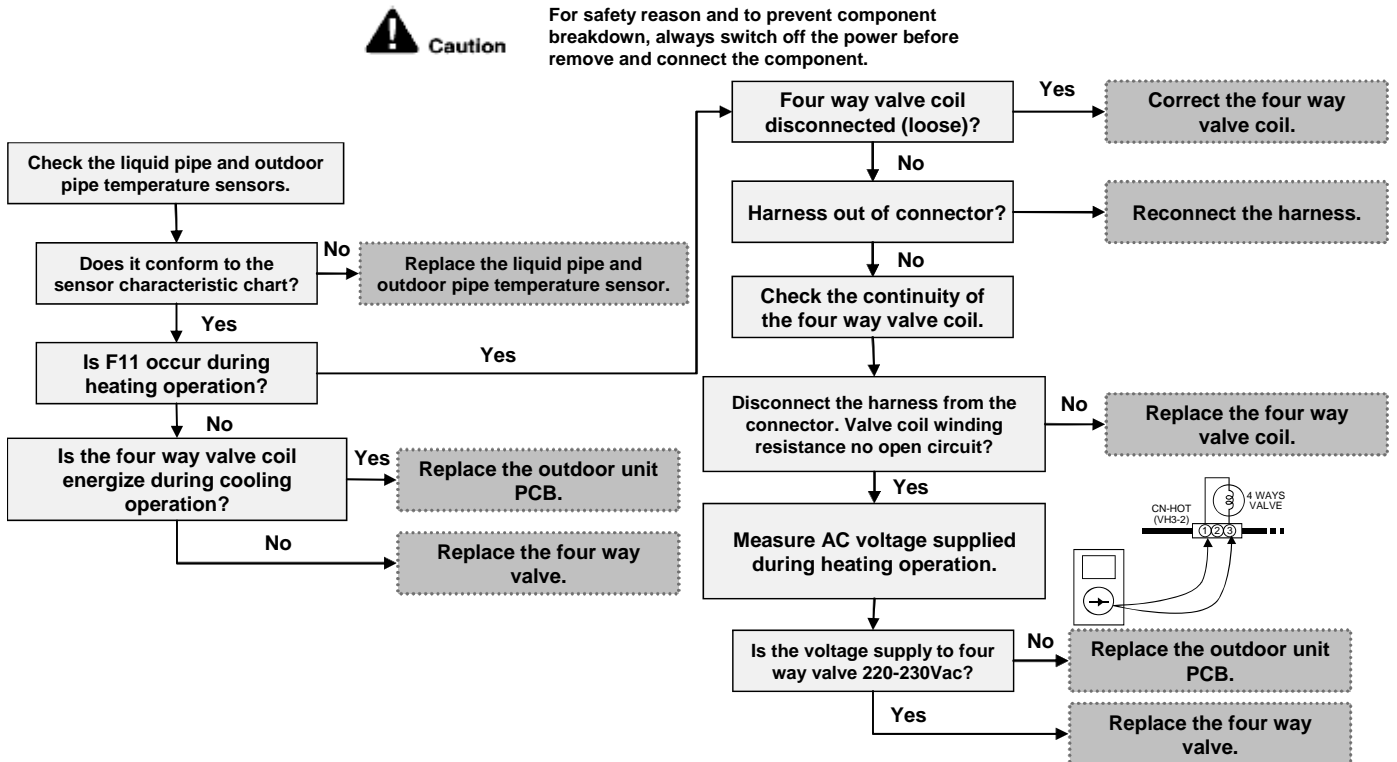 Caution
For safety reason and to prevent component
breakdown, always switch off the power before
remove and connect the component.
Check the liquid pipe and outdoor
pipe temperature sensors.
Does it conform to the
sensor characteristic chart?
No
Replace the liquid pipe and
outdoor pipe temperature sensor.
Yes
Is F11 occur during
heating operation?
Yes
No
Is the four way valve coil
energize during cooling
operation?
Yes
Replace the outdoor unit
PCB.
No
Replace the four way
valve.
Four way valve coil
disconnected (loose)?
Yes
Correct the four way
valve coil.
No
Harness out of connector?
Reconnect the harness.
No
Check the continuity of
the four way valve coil.
Disconnect the harness from the
connector. Valve coil winding
resistance no open circuit?
No
Replace the four way
valve coil.
Yes
Measure AC voltage supplied
during heating operation.
CN-HOT
(VH3-2)
4 WAYS
VALVE
1 2 3
Is the voltage supply to four
way valve 220-230Vac?
No
Replace the outdoor unit
PCB.
Yes
Replace the four way
valve.